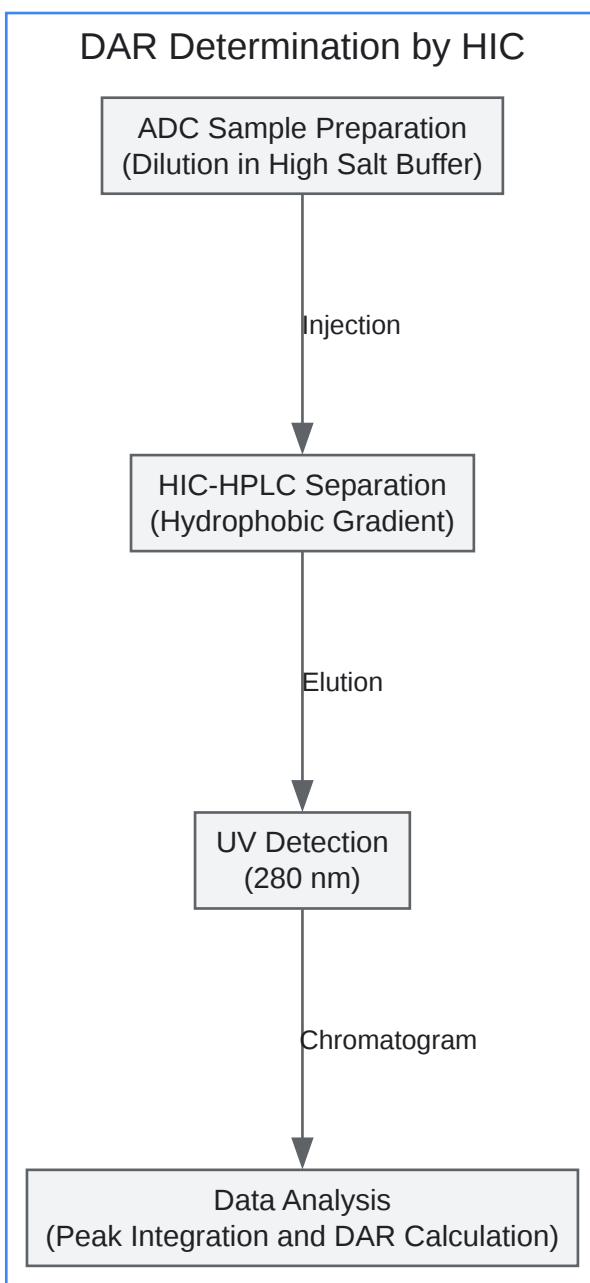 DAR Determination by HIC
ADC Sample Preparation
(Dilution in High Salt Buffer)
Injection
HIC-HPLC Separation
(Hydrophobic Gradient)
Elution
UV Detection
(280 nm)
Chromatogram
Data Analysis
(Peak Integration and DAR Calculation)